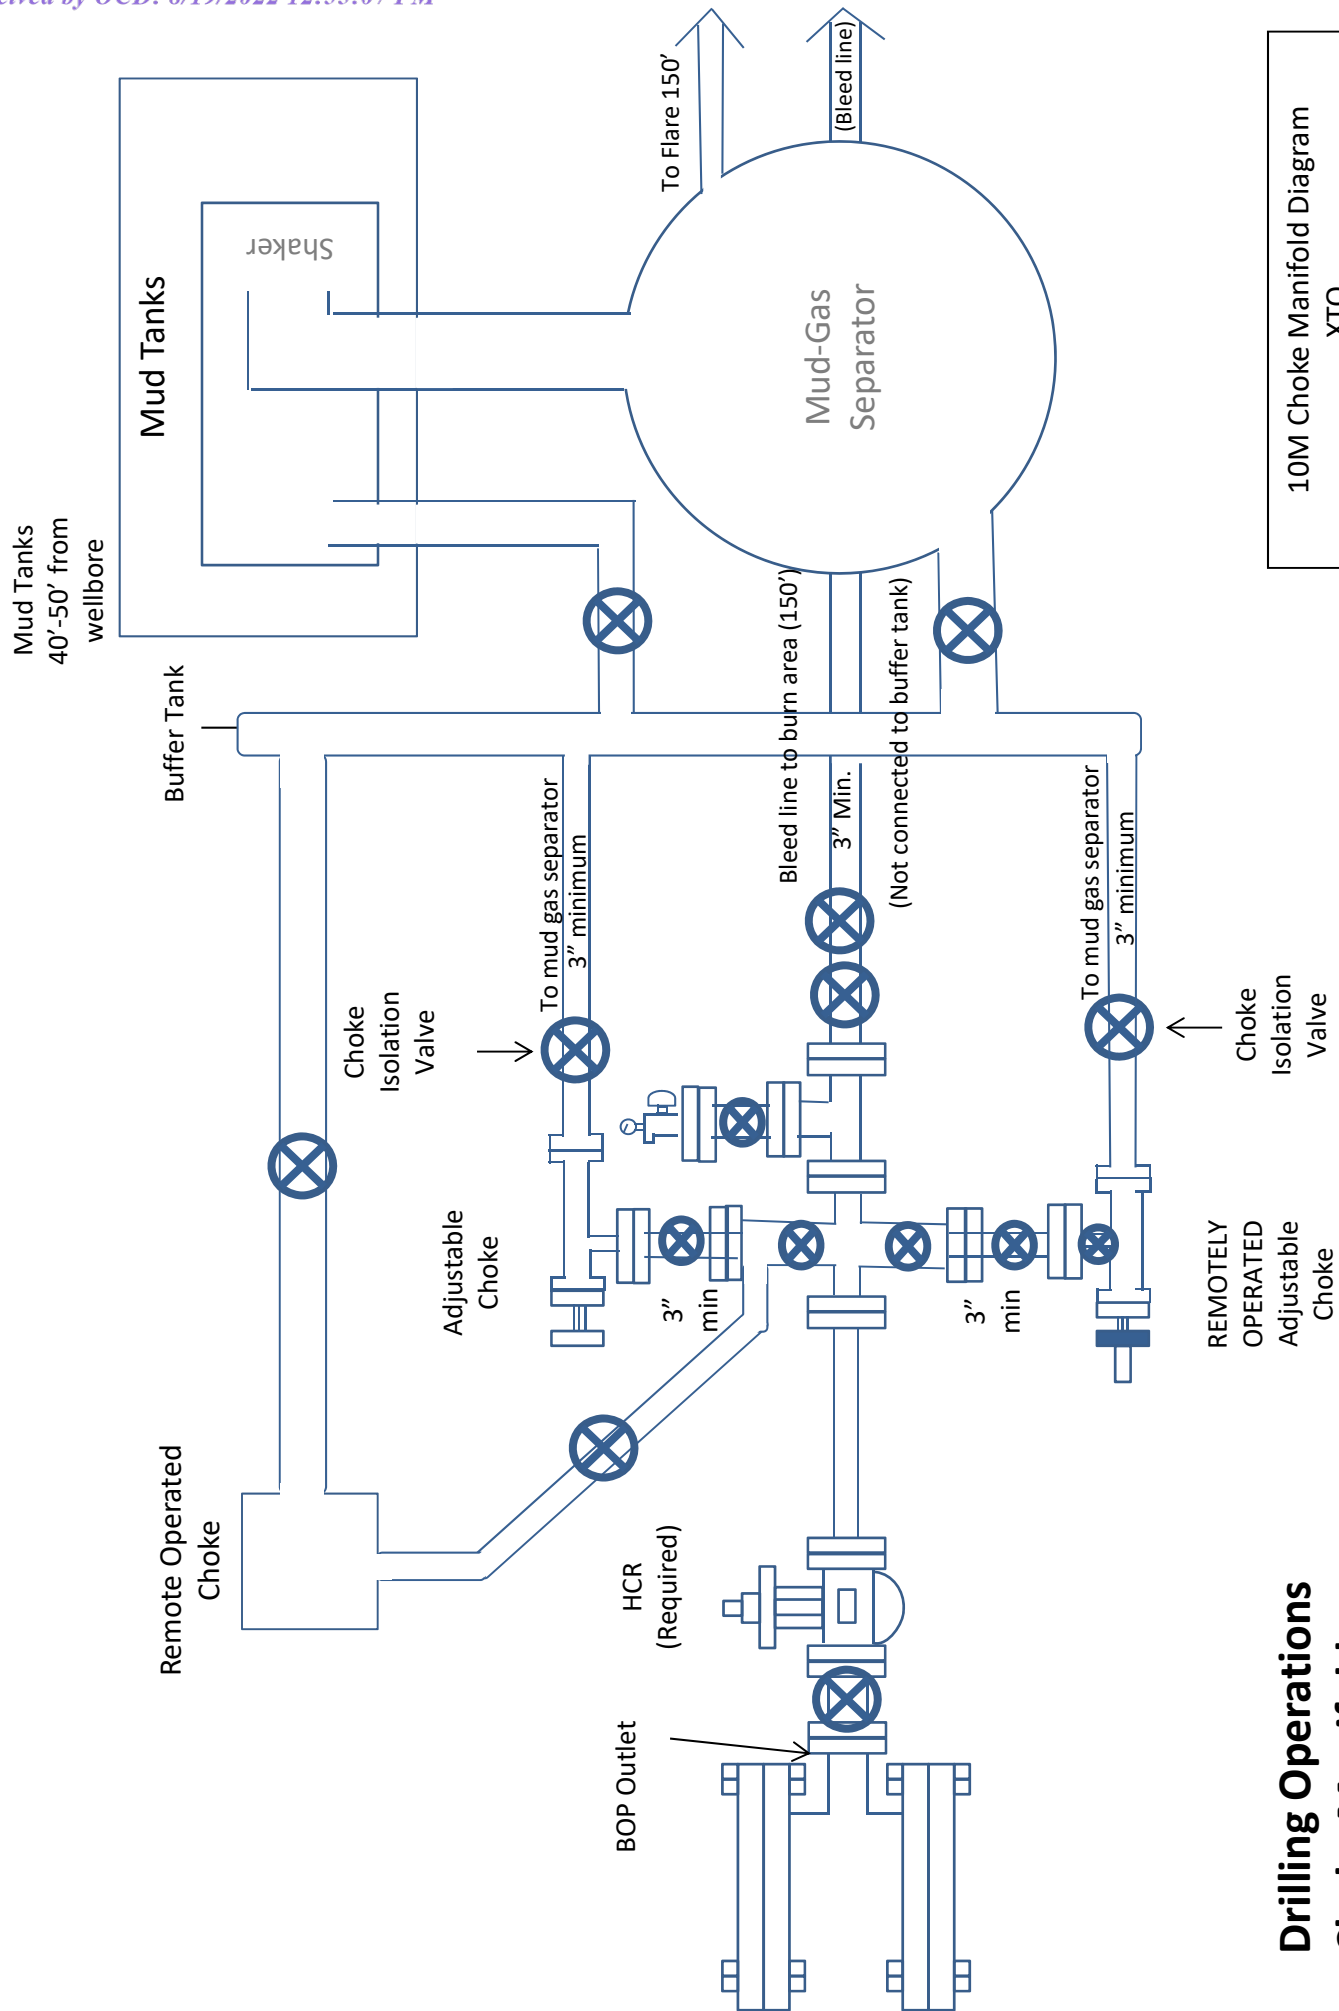 Drilling Operations
10M Choke Manifold Diagram
XTO
Mud Tanks
40’-50’ from
wellbore
Mud Tanks
Shaker
Buffer Tank
Remote Operated
Choke
Choke
Isolation
Valve
Adjustable
Choke
To mud gas separator
3” minimum
3”
min
HCR
(Required)
BOP Outlet
To Flare 150’
(Bleed line)
Mud-Gas
Separator
Bleed line to burn area (150’)
3” Min.
(Not connected to buffer tank)
3”
min
To mud gas separator
3” minimum
Choke
Isolation
Valve
REMOTELY
OPERATED
Adjustable
Choke